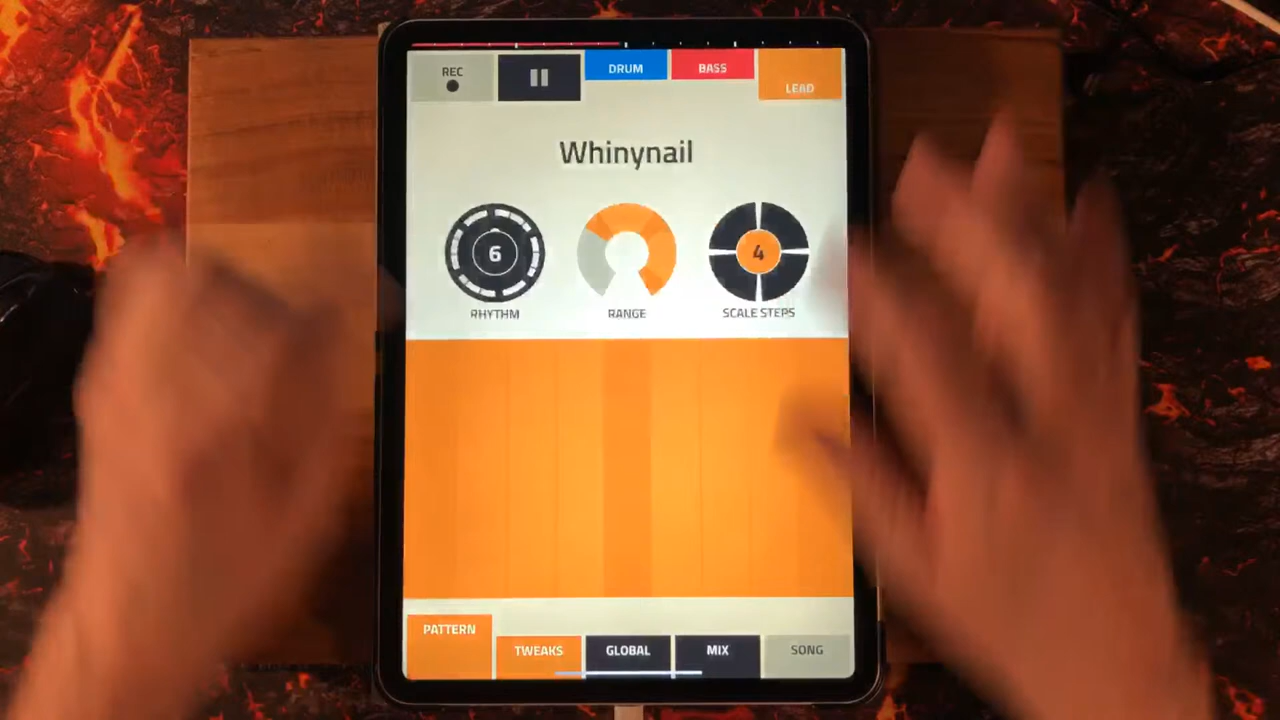 REC
DRUM
BASS
LEAD
Whinynail
6
4
RHYTHM
RANGE
SCALE STEPS
PATTERN
TWEAKS
GLOBAL
MIX
SONG